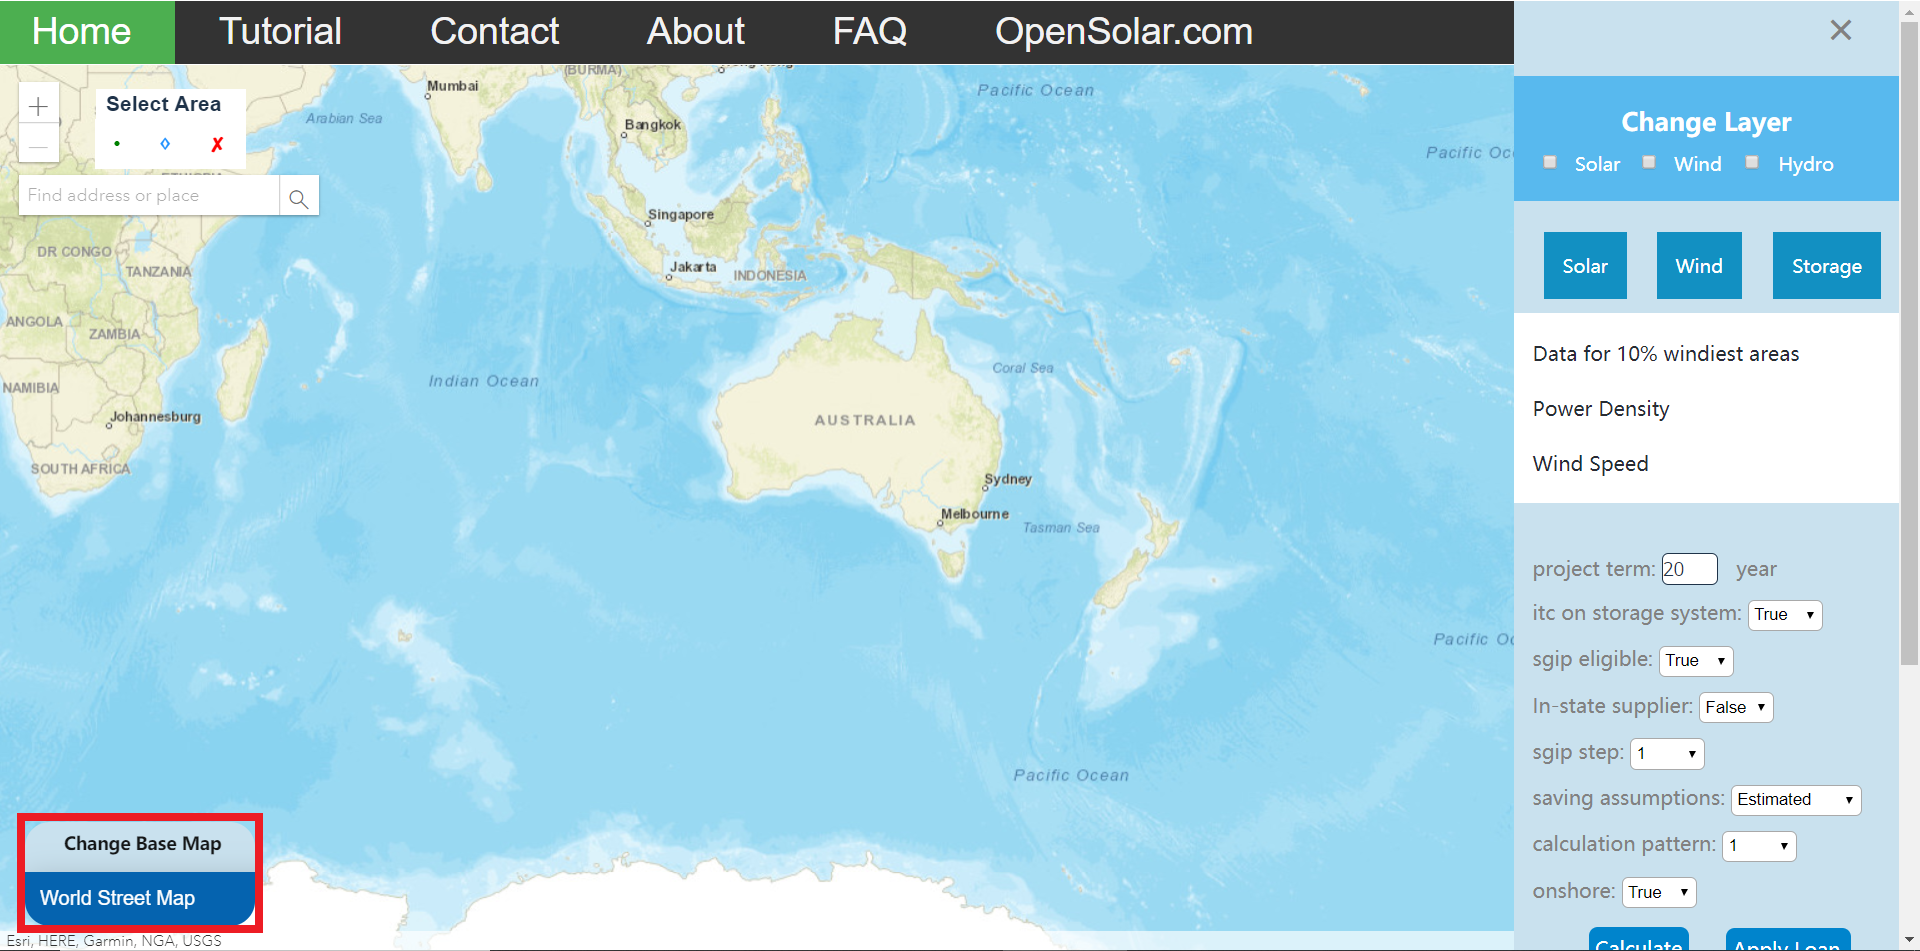 Home Tutorial Contact About FAQ OpenSolar.com
Select Area
Find address or place
Mumbai
(BURMA)
Arabian Sea
Bangkok
Pacific Ocean
DR CONGO
TANZANIA
Singapore
Jakarta
INDONESIA
ANGOLA
ZAMBIA
NAMIBIA
Indian Ocean
Coral Sea
Johannesburg
AUSTRALIA
SOUTH AFRICA
Sydney
Melbourne
Tasman Sea
Pacific Ocean
Change Base Map
World Street Map
Esri, HERE, Garmin, NGA, USGS
Change Layer
Solar Wind Hydro
Solar Wind Storage
Data for 10% windiest areas
Power Density
Wind Speed
project term: 20 year
itc on storage system: True
sgip eligible: True
In-state supplier: False
sgip step: 1
saving assumptions: Estimated
calculation pattern: 1
onshore: True
Calculate Apply Loan